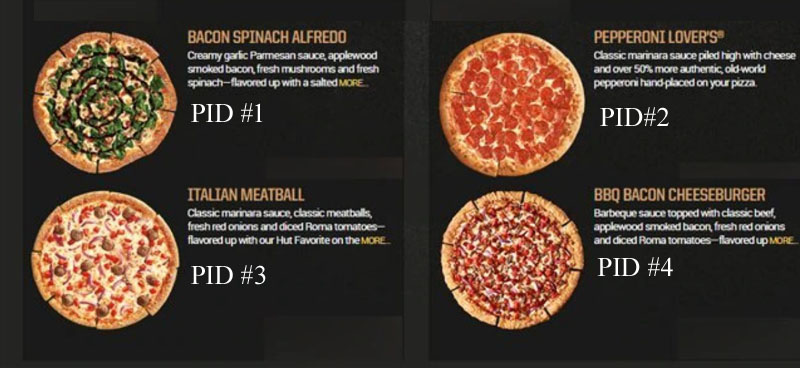 BACON SPINACH ALFREDO
Creamy garlic Parmesan sauce, applewood
smoked bacon, fresh mushrooms and fresh
spinach—flavored up with a salted MORE...
PID #1
PEPPERONI LOVER'S®
Classic marinara sauce piled high with cheese
and over 50% more authentic, old-world
pepperoni hand-placed on your pizza.
PID#2
ITALIAN MEATBALL
Classic marinara sauce, classic meatballs,
fresh red onions and diced Roma tomatoes—
flavored up with our Hut Favorite on the MORE...
PID #3
BBQ BACON CHEESEBURGER
Barbeque sauce topped with classic beef,
applewood smoked bacon, fresh red onions
and diced Roma tomatoes—flavored up MORE...
PID #4